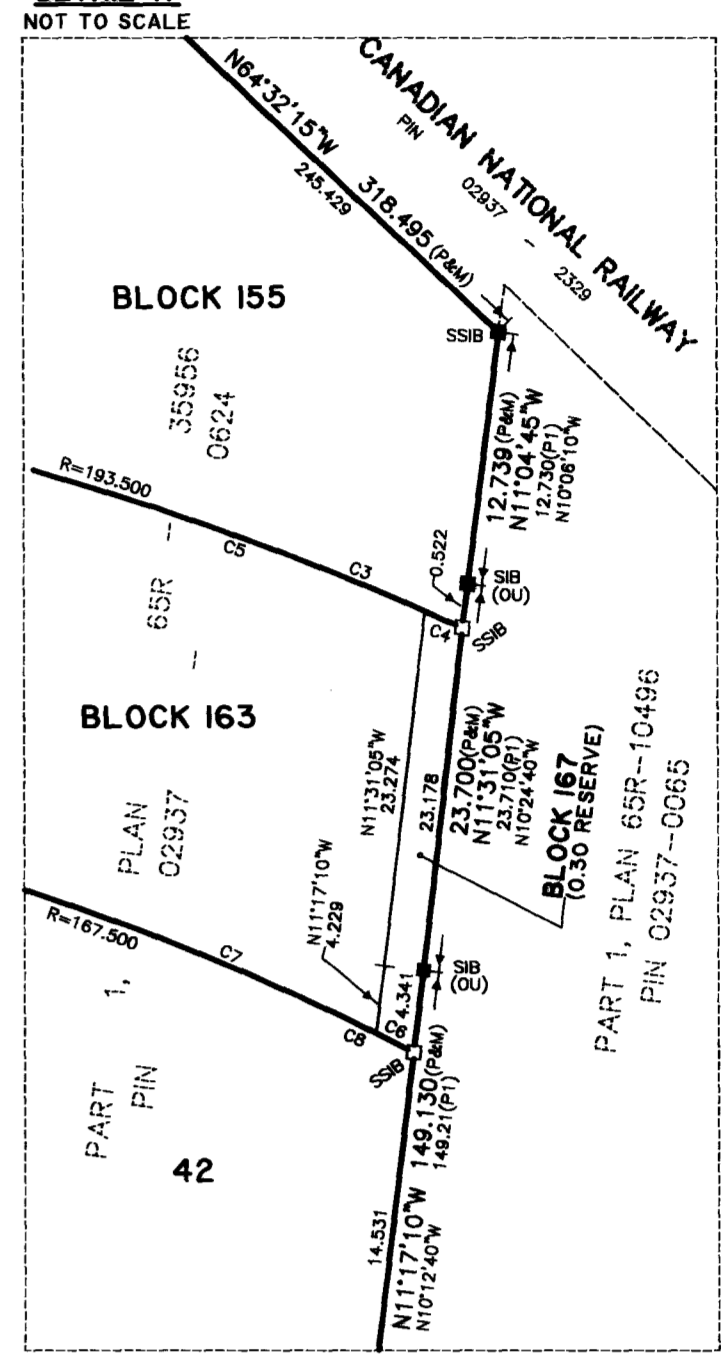 NOT TO SCALE
CANADIAN NATIONAL RAILWAY
PIN 02937 - 2329
N64°32'15"W
245.429
318.495 (P&M)
BLOCK 155
SSIB
35956
0624
12.739 (P&M)
N11°04'45"W
12.730(P1)
N10°06'10"W
R=193.500
C5
C3
0.522
SIB
(OU)
C4
SSIB
65R
BLOCK 163
N11°31'05"W
23.274
23.178
23.700(P&M)
N11°31'05"W
23.710(P1)
N10°24'40"W
BLOCK 167
(0.30 RESERVE)
PART 1, PLAN 65R-10496
PIN 02937-0065
PLAN
02937
N11°17'10"W
4.229
R=167.500
C7
SIB
(OU)
4.341
C6
C8
SSIB
PART 1,
PIN
42
149.130(P&M)
149.21(P1)
14.531
N11°17'10"W
N10°12'40"W